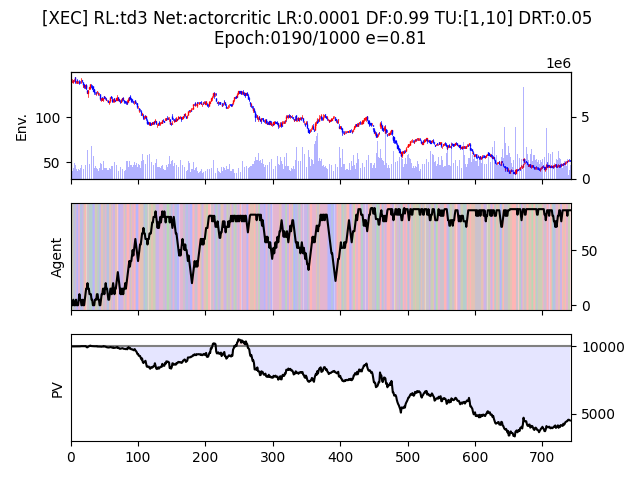 [XEC] RL:td3 Net:actorcritic LR:0.0001 DF:0.99 TU:[1,10] DRT:0.05
Epoch:0190/1000 e=0.81
1e6
Env.
100
50
5
0
Agent
50
0
PV
10000
5000
0 100 200 300 400 500 600 700